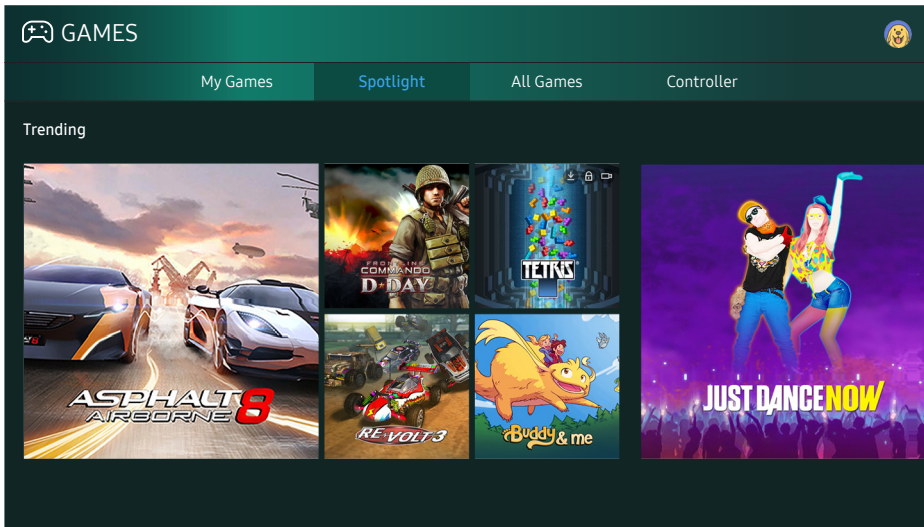 GAMES
My Games
Spotlight
All Games
Controller
Trending
ASPHALT 8
AIRBORNE
FRONTLINE
COMMANDO
D★DAY
TETRIS
RE-VOLT 3
Buddy & me
JUST DANCE NOW
8